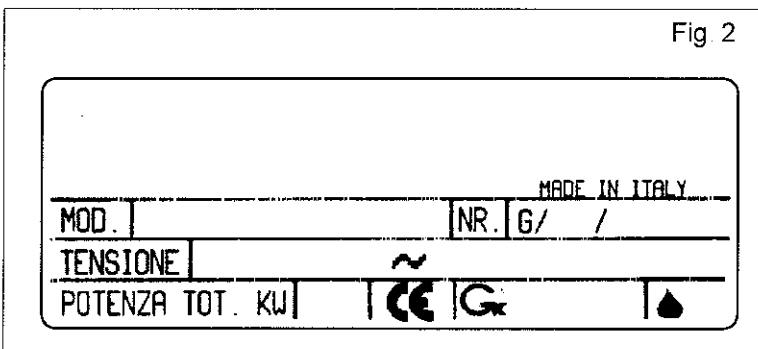 Fig. 2
MADE IN ITALY
MOD. NR. G/ /
TENSIONE ~
POTENZA TOT. KW CE G